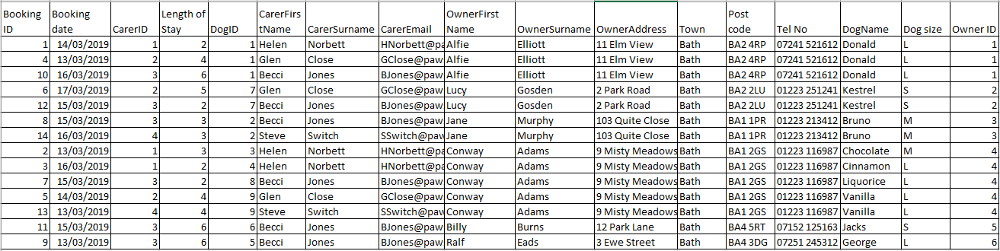 Booking ID	Booking date	CarerID	Length of Stay	DogID	CarerFirstName	CarerSurname	CarerEmail	OwnerFirstName	OwnerSurname	OwnerAddress	Town	Post code	Tel No	DogName	Dog size	Owner ID
1	14/03/2019	1	2	1	Helen	Norbett	HNorbett@pa	Alfie	Elliott	11 Elm View	Bath	BA2 4RP	07241 521612	Donald	L	1
4	13/03/2019	2	4	1	Glen	Close	GClose@paw	Alfie	Elliott	11 Elm View	Bath	BA2 4RP	07241 521612	Donald	L	1
10	16/03/2019	3	6	1	Becci	Jones	BJones@paw	Alfie	Elliott	11 Elm View	Bath	BA2 4RP	07241 521612	Donald	L	1
6	17/03/2019	2	5	7	Glen	Close	GClose@paw	Lucy	Gosden	2 Park Road	Bath	BA2 2LU	01223 251241	Kestrel	S	2
12	15/03/2019	3	2	7	Becci	Jones	BJones@paw	Lucy	Gosden	2 Park Road	Bath	BA2 2LU	01223 251241	Kestrel	S	2
8	15/03/2019	3	3	2	Becci	Jones	BJones@paw	Jane	Murphy	103 Quite Close	Bath	BA1 1PR	01223 213412	Bruno	M	3
14	16/03/2019	4	3	2	Steve	Switch	SSwitch@paw	Jane	Murphy	103 Quite Close	Bath	BA1 1PR	01223 213412	Bruno	M	3
2	13/03/2019	1	3	3	Helen	Norbett	HNorbett@pa	Conway	Adams	9 Misty Meadows	Bath	BA1 2GS	01223 116987	Chocolate	M	4
3	16/03/2019	1	2	4	Helen	Norbett	HNorbett@pa	Conway	Adams	9 Misty Meadows	Bath	BA1 2GS	01223 116987	Cinnamon	L	4
7	15/03/2019	3	2	8	Becci	Jones	BJones@paw	Conway	Adams	9 Misty Meadows	Bath	BA1 2GS	01223 116987	Liquorice	L	4
5	14/03/2019	2	4	9	Glen	Close	GClose@paw	Conway	Adams	9 Misty Meadows	Bath	BA1 2GS	01223 116987	Vanilla	L	4
13	13/03/2019	4	4	9	Steve	Switch	SSwitch@paw	Conway	Adams	9 Misty Meadows	Bath	BA1 2GS	01223 116987	Vanilla	L	4
11	15/03/2019	3	6	6	Becci	Jones	BJones@paw	Billy	Burns	12 Park Lane	Bath	BA4 5RT	07152 125163	Jacks	S	5
9	13/03/2019	3	6	5	Becci	Jones	BJones@paw	Ralf	Eads	3 Ewe Street	Bath	BA4 3DG	07251 245312	George	L	6